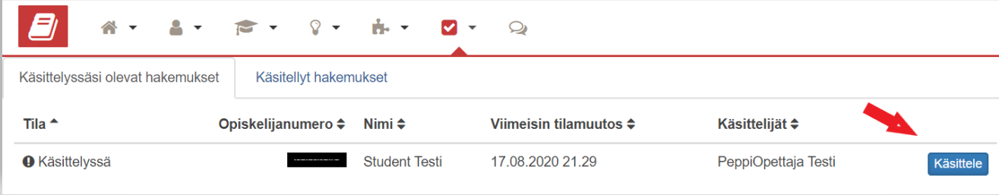 Käsittelyssäsi olevat hakemukset Käsitellyt hakemukset
Tila Opiskelijanumero Nimi Viimeisin tilamuutos Käsittelijät
Käsittelyssä Student Testi 17.08.2020 21.29 PeppiOpettaja Testi Käsittele